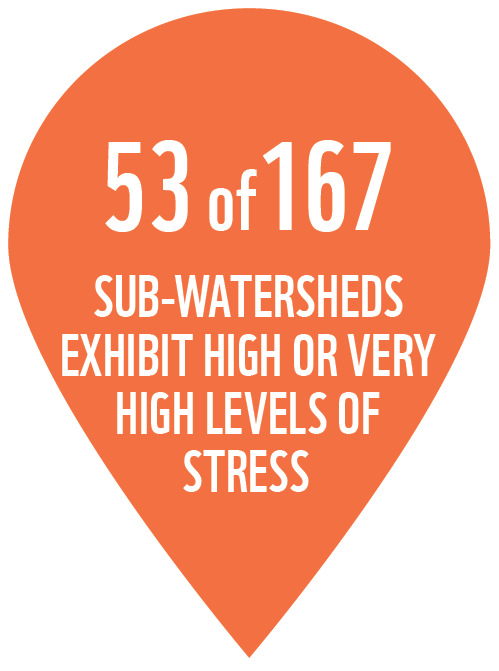 53 of 167
SUB-WATERSHEDS
EXHIBIT HIGH OR VERY
HIGH LEVELS OF
STRESS